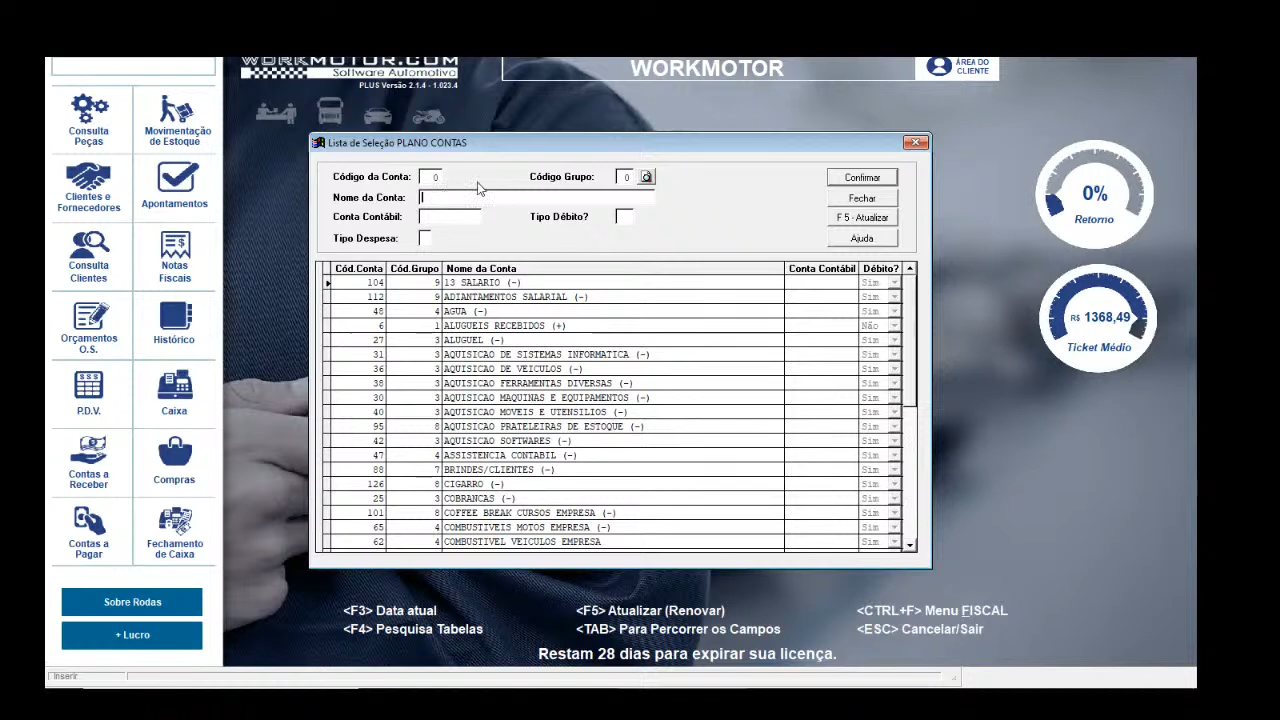 WORKMOTOR.COM
Software Automotivo
PLUS Versão 2.1.4 - 1.023.4
WORKMOTOR
ÁREA DO
CLIENTE
Consulta
Peças
Movimentação
de Estoque
Clientes e
Fornecedores
Apontamentos
Consulta
Clientes
Notas
Fiscais
Orçamentos
O.S.
Histórico
P.D.V.
Caixa
Contas a
Receber
Compras
Contas a
Pagar
Fechamento
de Caixa
Sobre Rodas
+ Lucro
Lista de Seleção PLANO CONTAS
Código da Conta: 0 Código Grupo: 0 Confirmar
Nome da Conta: Fechar
Conta Contábil: Tipo Débito? F 5 - Atualizar
Tipo Despesa: Ajuda
Cód.Conta Cód.Grupo Nome da Conta Conta Contábil Débito?
104 9 13 SALARIO (-) Sim
112 9 ADIANTAMENTOS SALARIAL (-) Sim
48 4 AGUA (-) Sim
6 1 ALUGUEIS RECEBIDOS (+) Não
27 3 ALUGUEL (-) Sim
31 3 AQUISICAO DE SISTEMAS INFORMATICA (-) Sim
36 3 AQUISICAO DE VEICULOS (-) Sim
38 3 AQUISICAO FERRAMENTAS DIVERSAS (-) Sim
30 3 AQUISICAO MAQUINAS E EQUIPAMENTOS (-) Sim
40 3 AQUISICAO MOVEIS E UTENSILIOS (-) Sim
95 8 AQUISICAO PRATELEIRAS DE ESTOQUE (-) Sim
42 3 AQUISICAO SOFTWARES (-) Sim
47 4 ASSISTENCIA CONTABIL (-) Sim
88 7 BRINDES/CLIENTES (-) Sim
126 8 CIGARRO (-) Sim
25 3 COBRANCAS (-) Sim
101 8 COFFEE BREAK CURSOS EMPRESA (-) Sim
65 4 COMBUSTIVEIS MOTOS EMPRESA (-) Sim
62 4 COMBUSTIVEL VEICULOS EMPRESA Sim
0%
Retorno
R$ 1368,49
Ticket Médio
<F3> Data atual <F5> Atualizar (Renovar) <CTRL+F> Menu FISCAL
<F4> Pesquisa Tabelas <TAB> Para Percorrer os Campos <ESC> Cancelar/Sair
Restam 28 dias para expirar sua licença.
Inserir